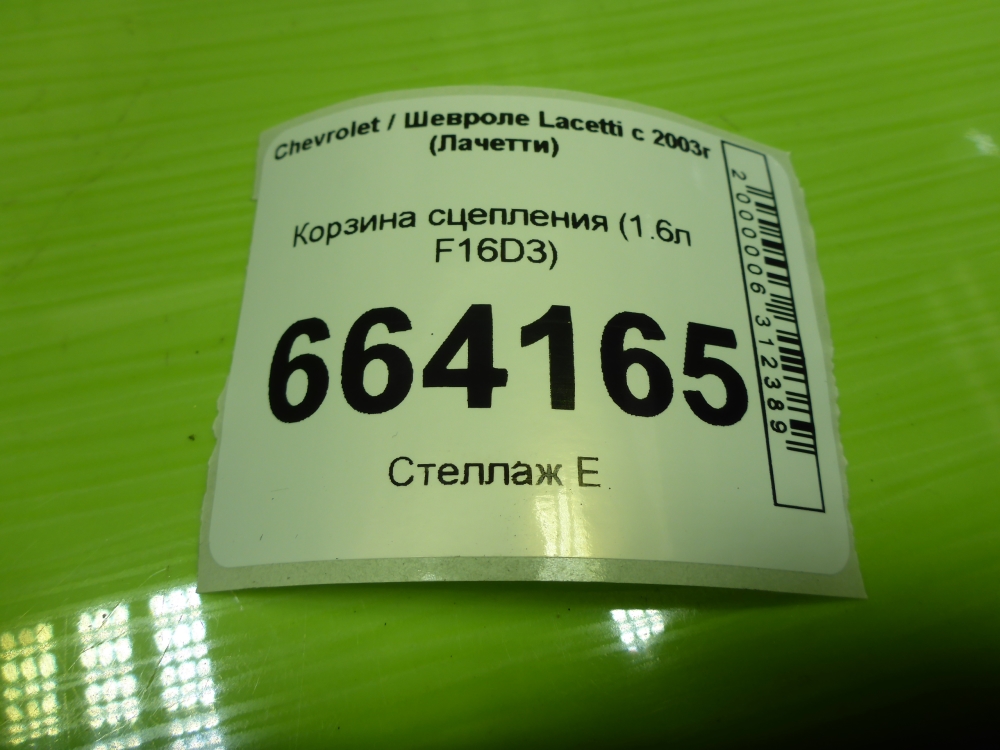 Chevrolet / Шевроле Lacetti с 2003г
(Лачетти)
Корзина сцепления (1.6л
F16D3)
664165
Стеллаж E
2000006312389